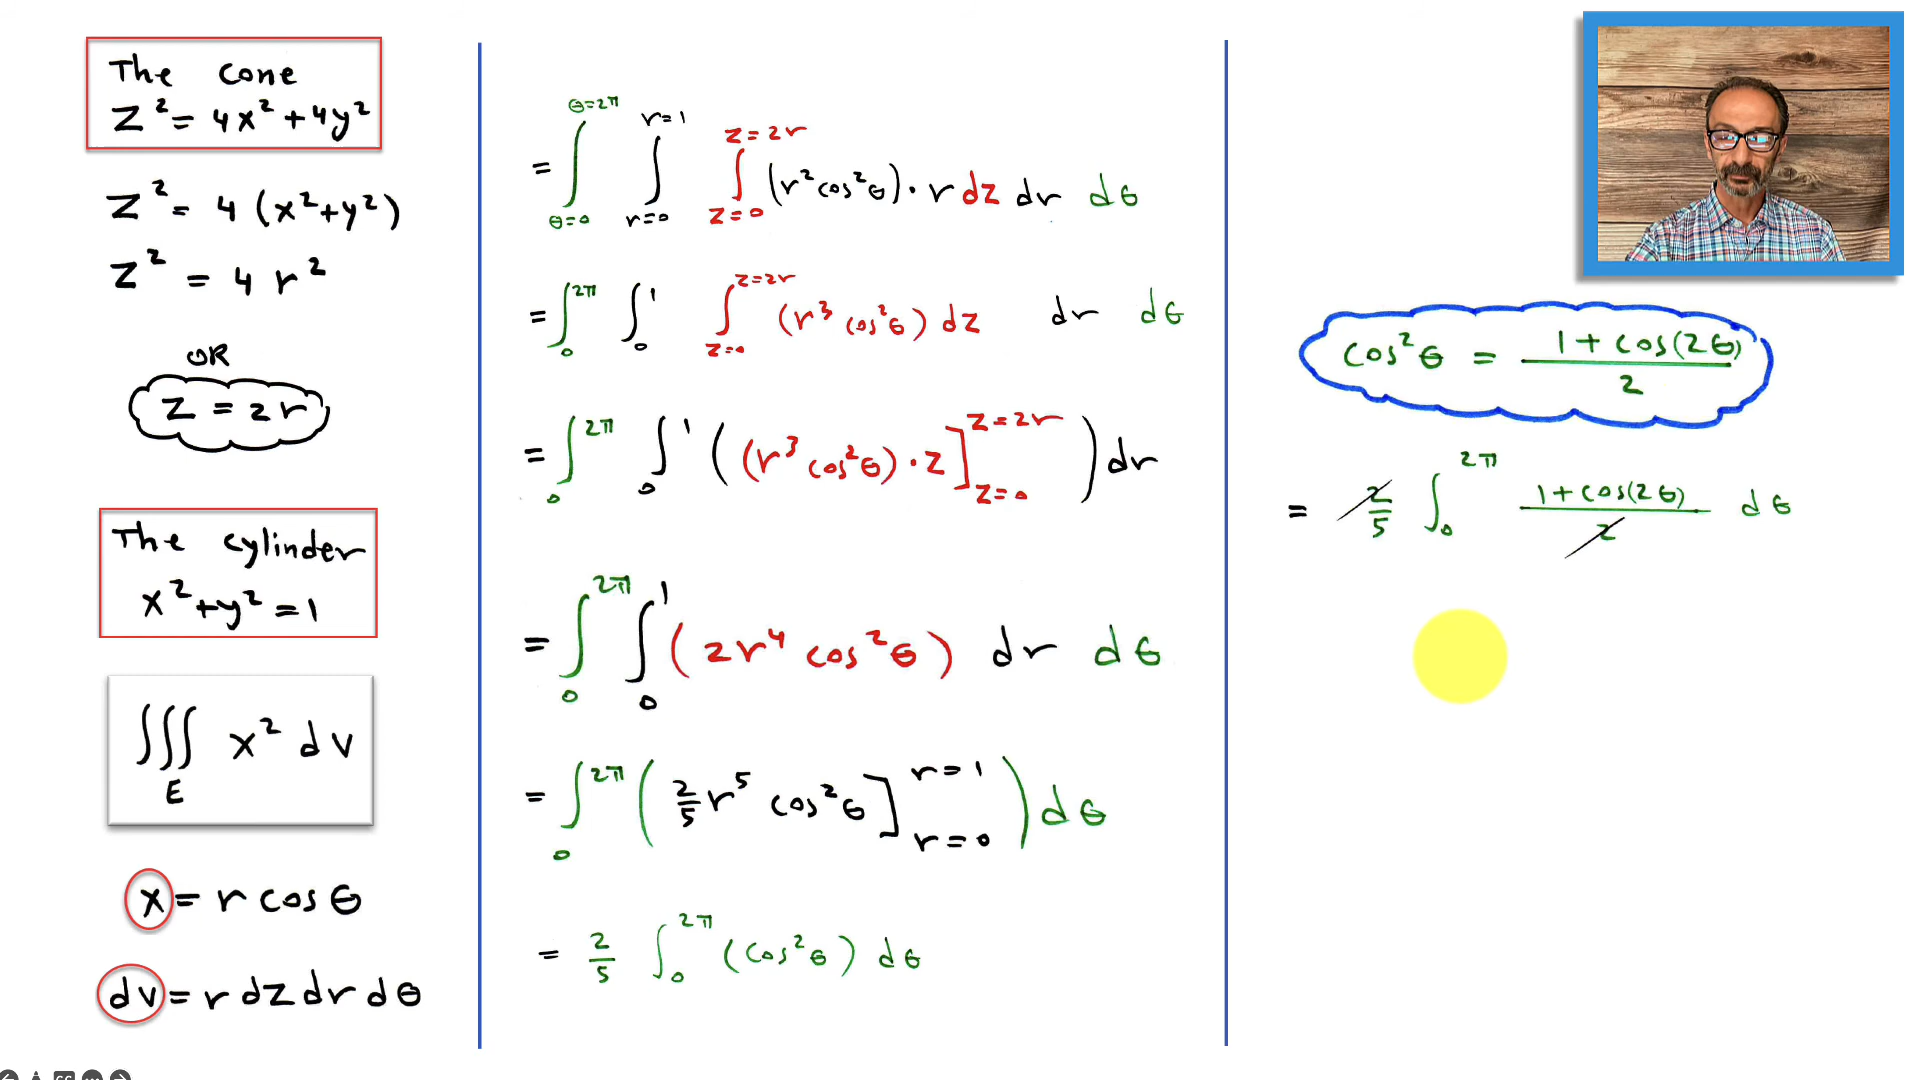 The cone
z² = 4x² + 4y²
z² = 4 (x² + y²)
z² = 4 r²
OR
z = 2r
The cylinder
x² + y² = 1
∭_E x² dv
x = r cos θ
dv = r dz dr dθ
= ∫_{θ=0}^{θ=2π} ∫_{r=0}^{r=1} ∫_{z=0}^{z=2r} (r² cos² θ) · r dz dr dθ
= ∫_0^{2π} ∫_0^1 ∫_{z=0}^{z=2r} (r³ cos² θ) dz dr dθ
= ∫_0^{2π} ∫_0^1 ( (r³ cos² θ) · z ]_{z=0}^{z=2r} ) dr
= ∫_0^{2π} ∫_0^1 ( 2r⁴ cos² θ ) dr dθ
= ∫_0^{2π} ( 2/5 r⁵ cos² θ ]_{r=0}^{r=1} ) dθ
= 2/5 ∫_0^{2π} (cos² θ) dθ
cos² θ = (1 + cos(2θ))/2
= 2/5 ∫_0^{2π} (1 + cos(2θ))/2 dθ